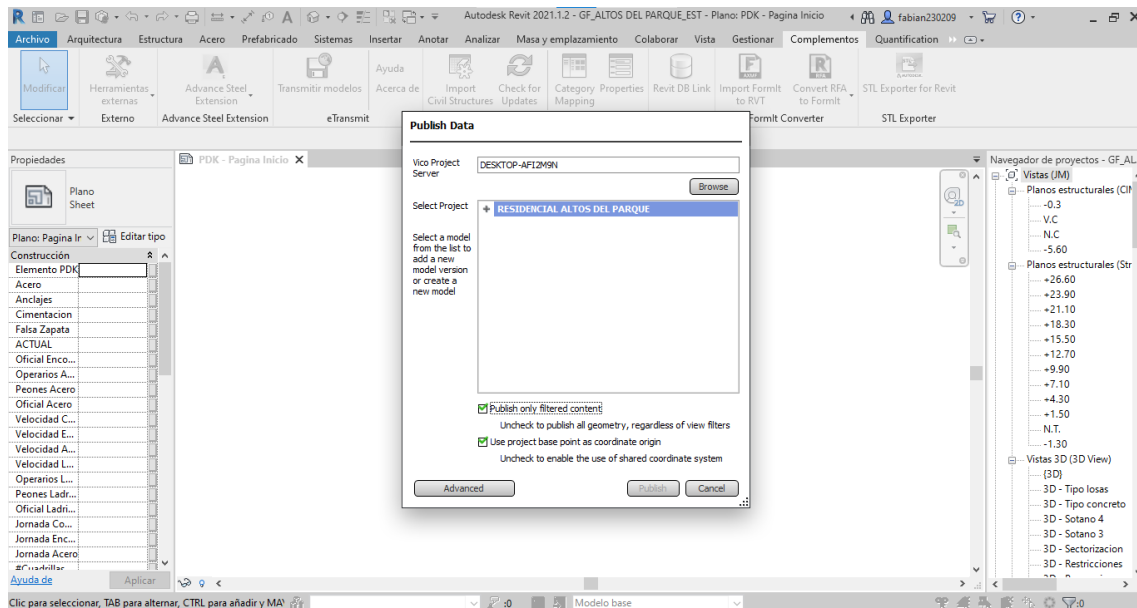 Autodesk Revit 2021.1.2 - GF_ALTOS DEL PARQUE_EST - Plano: PDK - Pagina Inicio
fabian230209
Archivo Arquitectura Estructura Acero Prefabricado Sistemas Insertar Anotar Analizar Masa y emplazamiento Colaborar Vista Gestionar Complementos Quantification
Modificar
Herramientas externas
Advance Steel Extension
Transmitir modelos
Ayuda
Acerca de
Import Civil Structures
Check for Updates
Category Mapping
Properties
Revit DB Link
Import FormIt to RVT
Convert RFA to FormIt
STL Exporter for Revit
Seleccionar
Externo
Advance Steel Extension
eTransmit
FormIt Converter
STL Exporter
Propiedades
Plano
Sheet
Plano: Pagina Ir
Editar tipo
Construcción
Elemento PDK
Acero
Anclajes
Cimentacion
Falsa Zapata
ACTUAL
Oficial Enco...
Operarios A...
Peones Acero
Oficial Acero
Velocidad C...
Velocidad E...
Velocidad A...
Velocidad L...
Operarios L...
Peones Ladr...
Oficial Ladri...
Jornada Co...
Jornada Enc...
Jornada Acero
#Cuadrillas
Ayuda de
Aplicar
PDK - Pagina Inicio
2D
Publish Data
Vico Project
Server
DESKTOP-AFI2M9N
Browse
Select Project
RESIDENCIAL ALTOS DEL PARQUE
Select a model
from the list to
add a new
model version
or create a
new model
Publish only filtered content
Uncheck to publish all geometry, regardless of view filters
Use project base point as coordinate origin
Uncheck to enable the use of shared coordinate system
Advanced
Publish
Cancel
Navegador de proyectos - GF_AL
Vistas (JM)
Planos estructurales (CIM
-0.3
V.C
N.C
-5.60
Planos estructurales (Str
+26.60
+23.90
+21.10
+18.30
+15.50
+12.70
+9.90
+7.10
+4.30
+1.50
N.T.
-1.30
Vistas 3D (3D View)
{3D}
3D - Tipo losas
3D - Tipo concreto
3D - Sotano 4
3D - Sotano 3
3D - Sectorizacion
3D - Restricciones
Clic para seleccionar, TAB para alternar, CTRL para añadir y MA
:0
Modelo base
:0